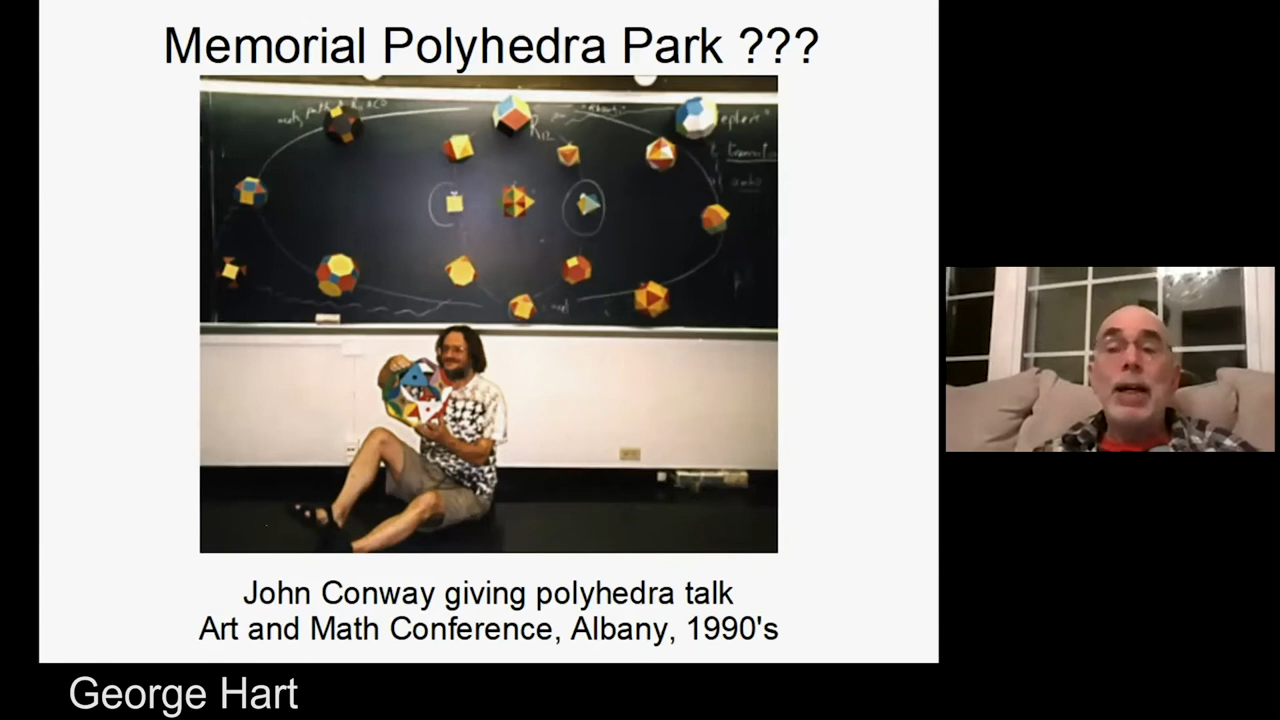 Memorial Polyhedra Park ???
John Conway giving polyhedra talk
Art and Math Conference, Albany, 1990's
George Hart